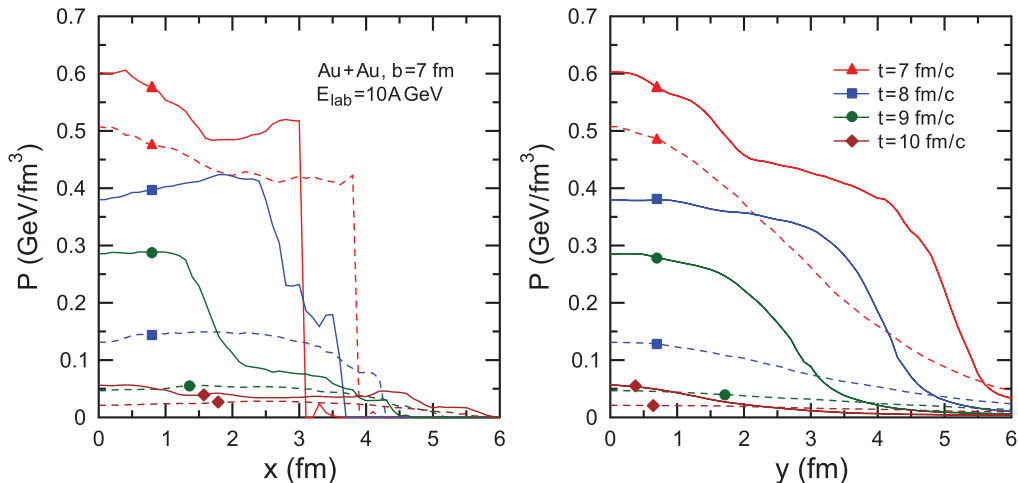 0.7
0.6
0.5
0.4
0.3
0.2
0.1
0
P (GeV/fm³)
Au+Au, b=7 fm
E_lab=10A GeV
0 1 2 3 4 5 6
x (fm)
0.7
0.6
0.5
0.4
0.3
0.2
0.1
0
P (GeV/fm³)
t=7 fm/c
t=8 fm/c
t=9 fm/c
t=10 fm/c
0 1 2 3 4 5 6
y (fm)